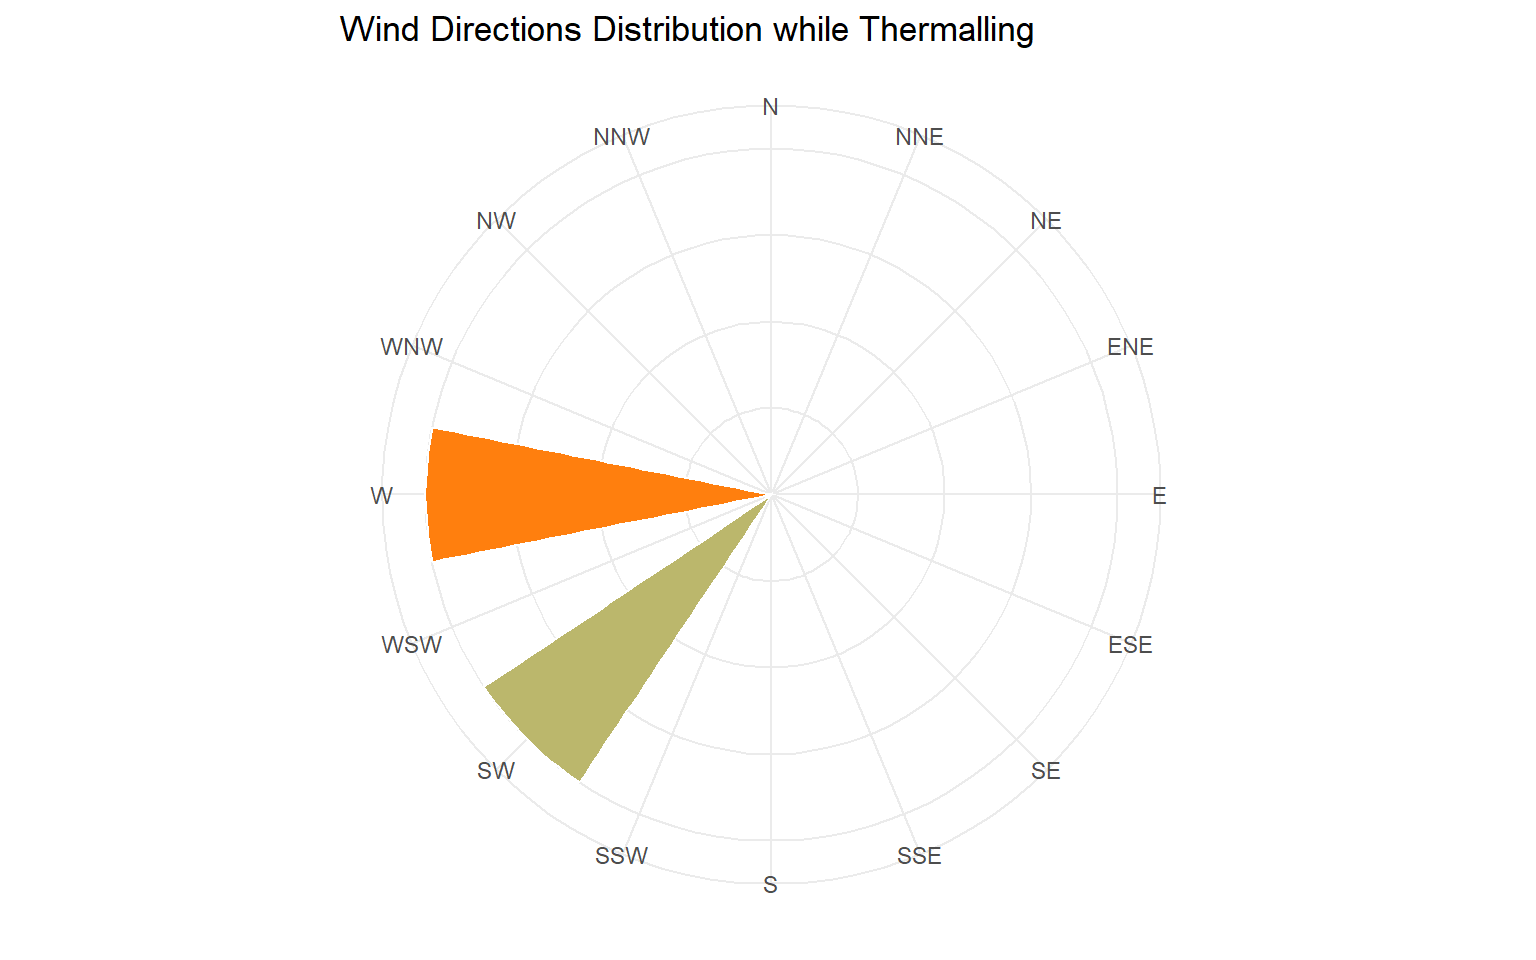 Wind Directions Distribution while Thermalling
N
NNW
NNE
NW
NE
WNW
ENE
W
E
WSW
ESE
SW
SE
SSW
SSE
S